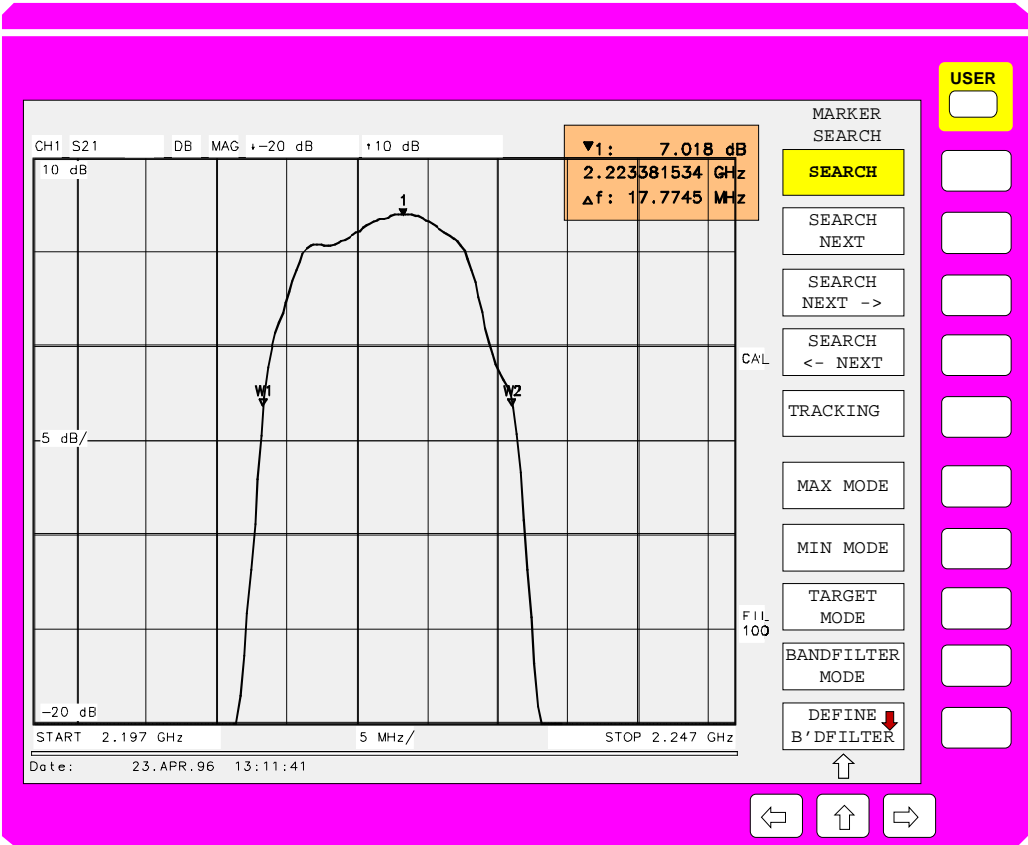 USER
MARKER
SEARCH
CH1 S21 DB MAG ↓-20 dB ↑10 dB
▼1: 7.018 dB
2.223381534 GHz
△f: 17.7745 MHz
10 dB
1
W1
W2
5 dB/
-20 dB
CAL
FIL
100
START 2.197 GHz 5 MHz/ STOP 2.247 GHz
Date: 23.APR.96 13:11:41
SEARCH
SEARCH
NEXT
SEARCH
NEXT ->
SEARCH
<- NEXT
TRACKING
MAX MODE
MIN MODE
TARGET
MODE
BANDFILTER
MODE
DEFINE
B'DFILTER